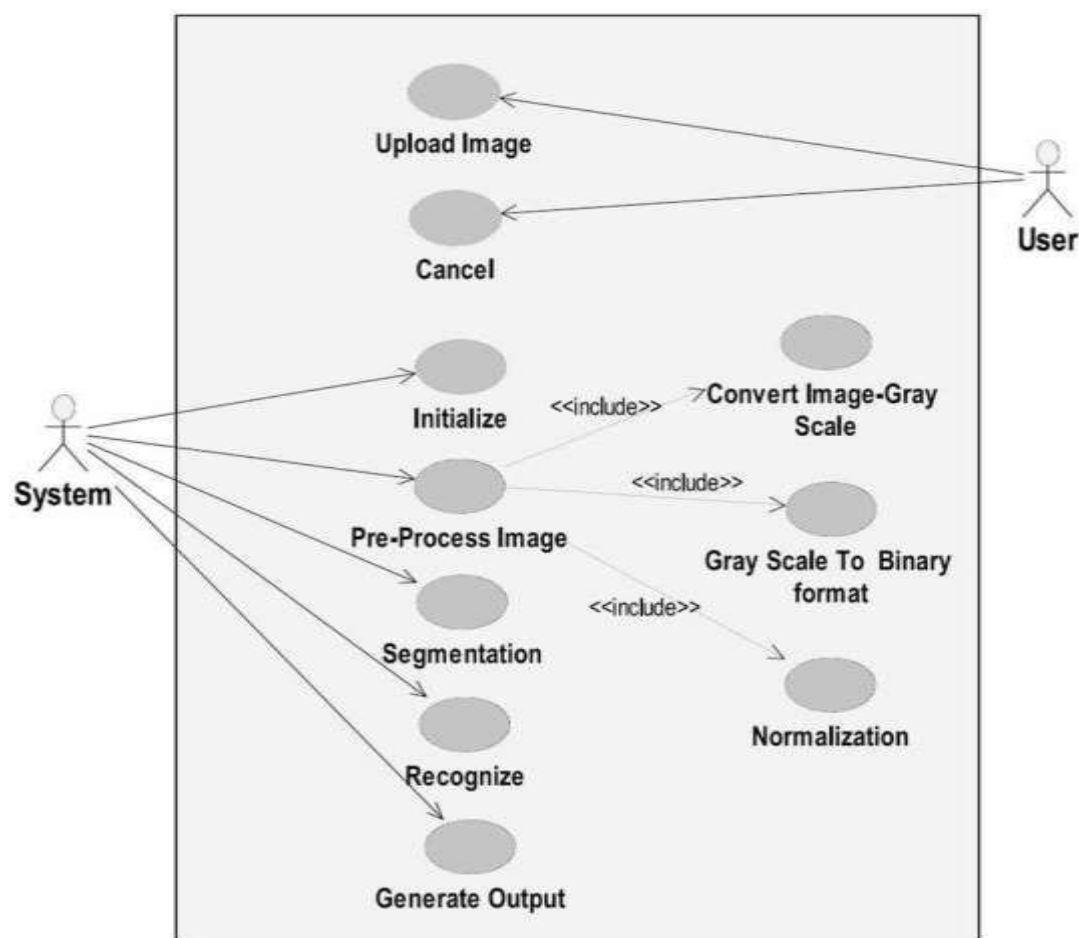 Upload Image
User
Cancel
Initialize
<<include>>
Convert Image-Gray
Scale
System
Pre-Process Image
<<include>>
Gray Scale To Binary
format
<<include>>
Segmentation
Normalization
Recognize
Generate Output